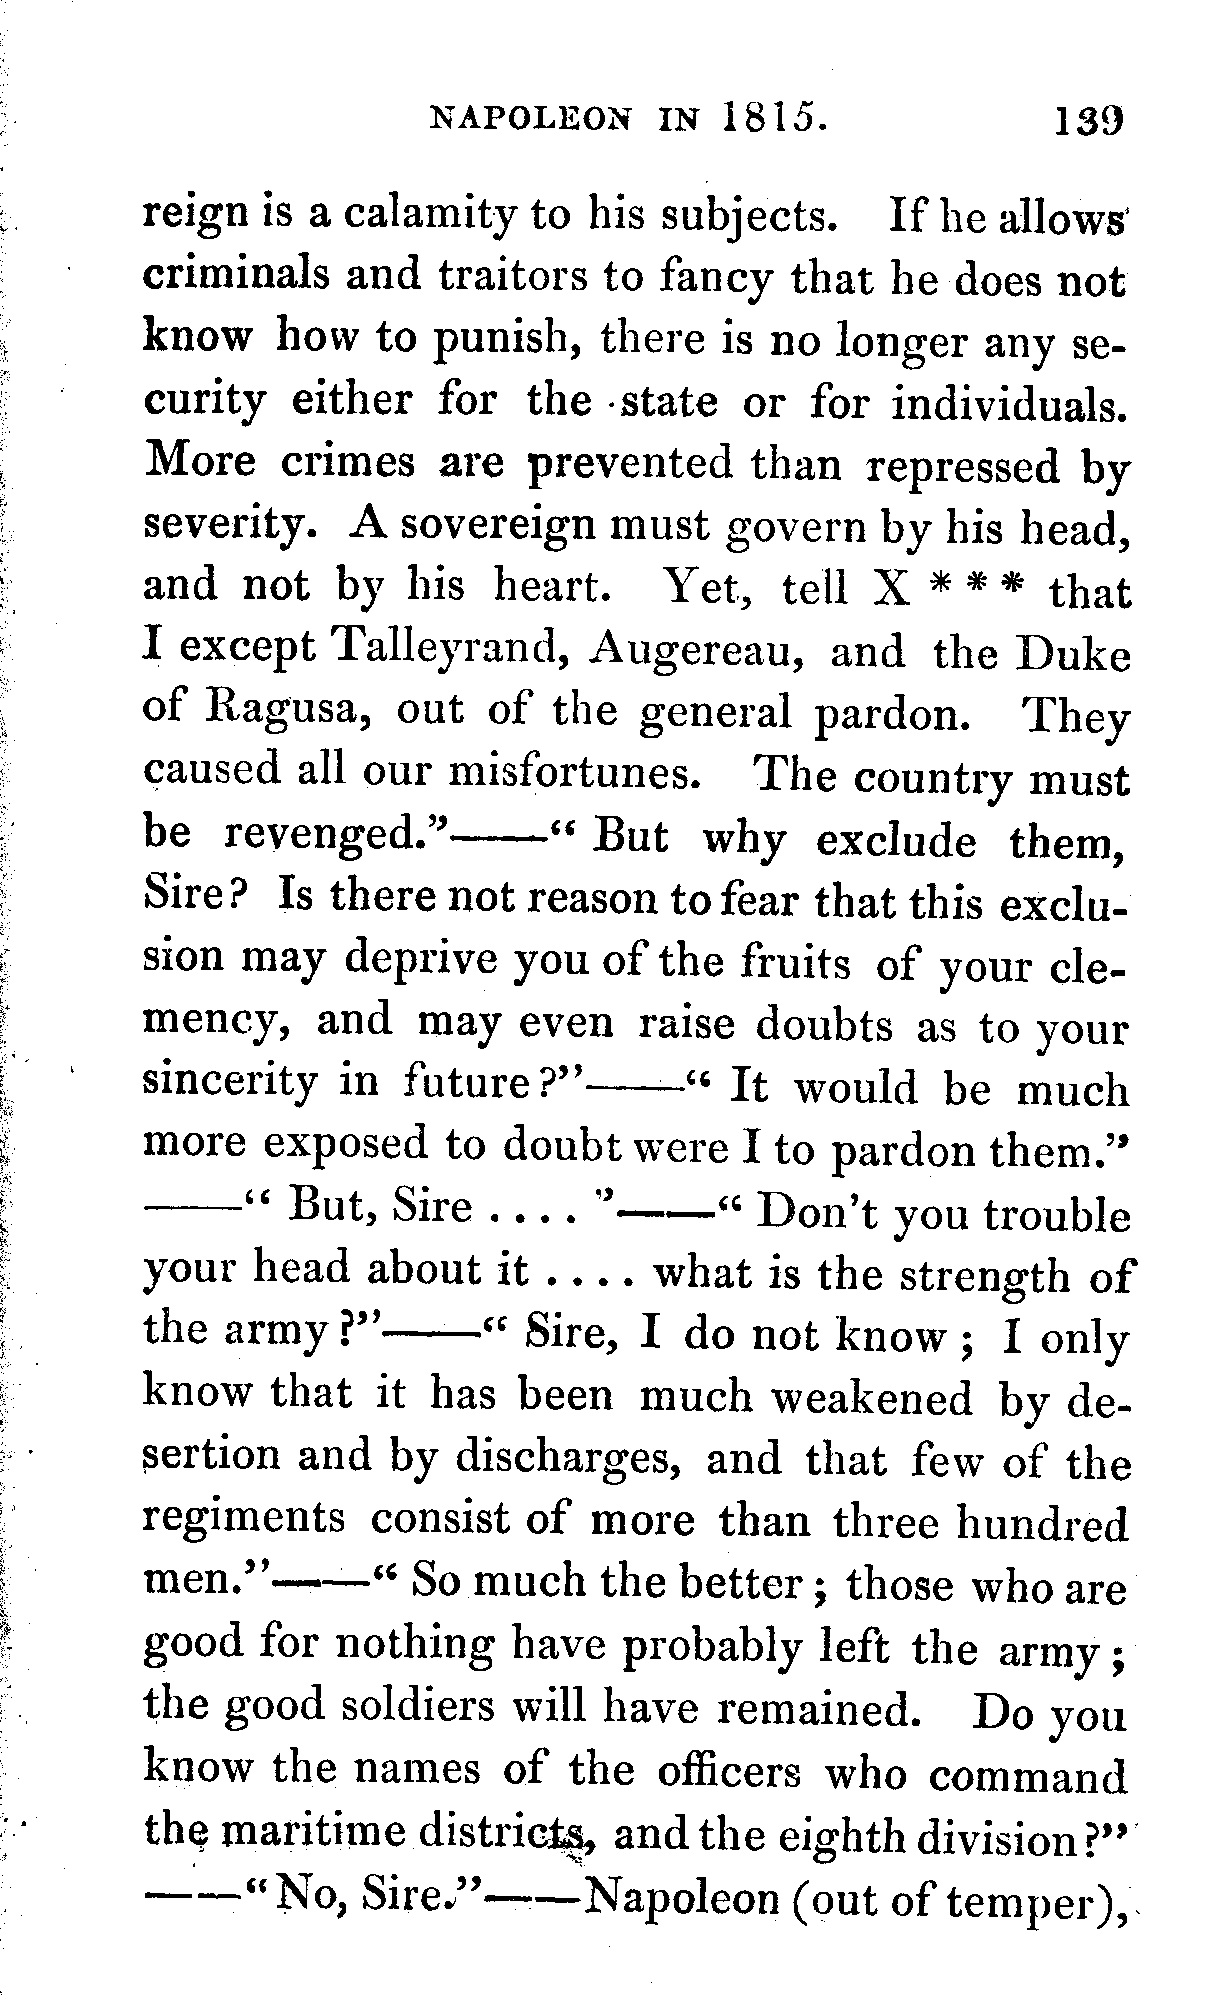 NAPOLEON IN 1815. 139
reign is a calamity to his subjects. If he allows
criminals and traitors to fancy that he does not
know how to punish, there is no longer any se-
curity either for the state or for individuals.
More crimes are prevented than repressed by
severity. A sovereign must govern by his head,
and not by his heart. Yet, tell X * * * that
I except Talleyrand, Augereau, and the Duke
of Ragusa, out of the general pardon. They
caused all our misfortunes. The country must
be revenged.”——“ But why exclude them,
Sire? Is there not reason to fear that this exclu-
sion may deprive you of the fruits of your cle-
mency, and may even raise doubts as to your
sincerity in future?”——“ It would be much
more exposed to doubt were I to pardon them.”
——“ But, Sire . . . . ”——“ Don’t you trouble
your head about it . . . . what is the strength of
the army?”——“ Sire, I do not know ; I only
know that it has been much weakened by de-
sertion and by discharges, and that few of the
regiments consist of more than three hundred
men.”——“ So much the better ; those who are
good for nothing have probably left the army ;
the good soldiers will have remained. Do you
know the names of the officers who command
the maritime districts, and the eighth division?”
——“ No, Sire.”——Napoleon (out of temper),